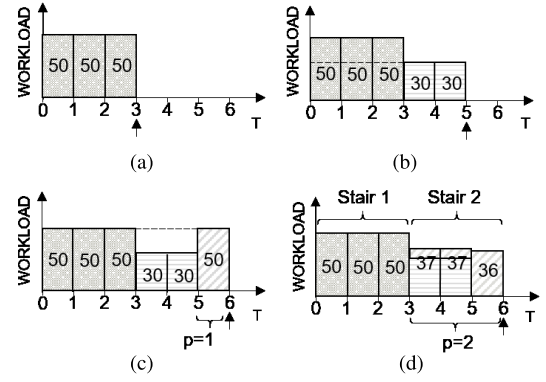 WORKLOAD
50 50 50
0 1 2 3 4 5 6
T
(a)
WORKLOAD
50 50 50 30 30
0 1 2 3 4 5 6
T
(b)
WORKLOAD
50 50 50 30 30 50
0 1 2 3 4 5 6
T
p=1
(c)
Stair 1 Stair 2
WORKLOAD
50 50 50 37 37 36
0 1 2 3 4 5 6
T
p=2
(d)